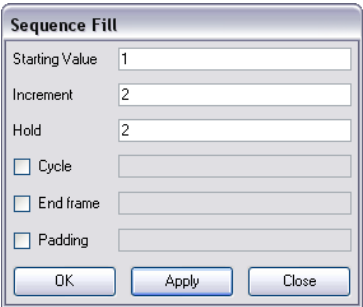 Sequence Fill
Starting Value 1
Increment 2
Hold 2
Cycle
End frame
Padding
OK Apply Close